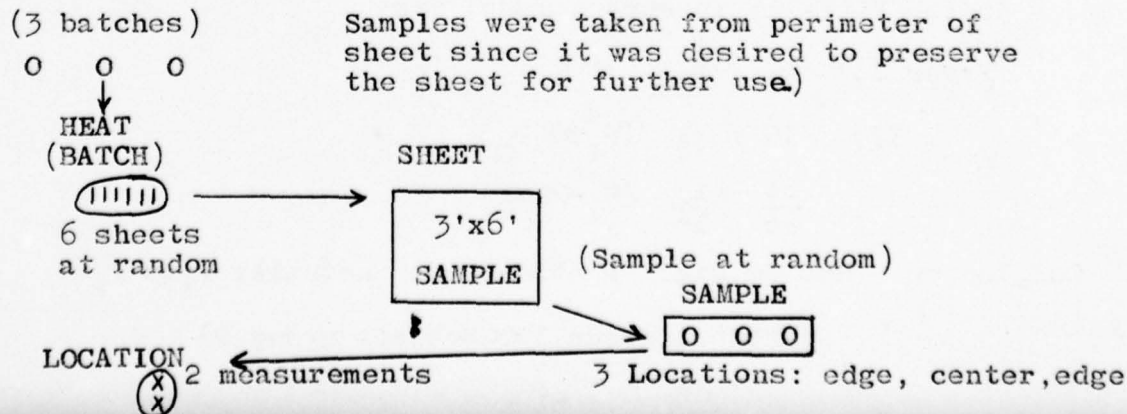 (3 batches)
Samples were taken from perimeter of
sheet since it was desired to preserve
the sheet for further use.)
O O O
HEAT
(BATCH)
SHEET
6 sheets
at random
3'x6'
SAMPLE
(Sample at random)
SAMPLE
O O O
LOCATION
2 measurements
3 Locations: edge, center,edge
X
X